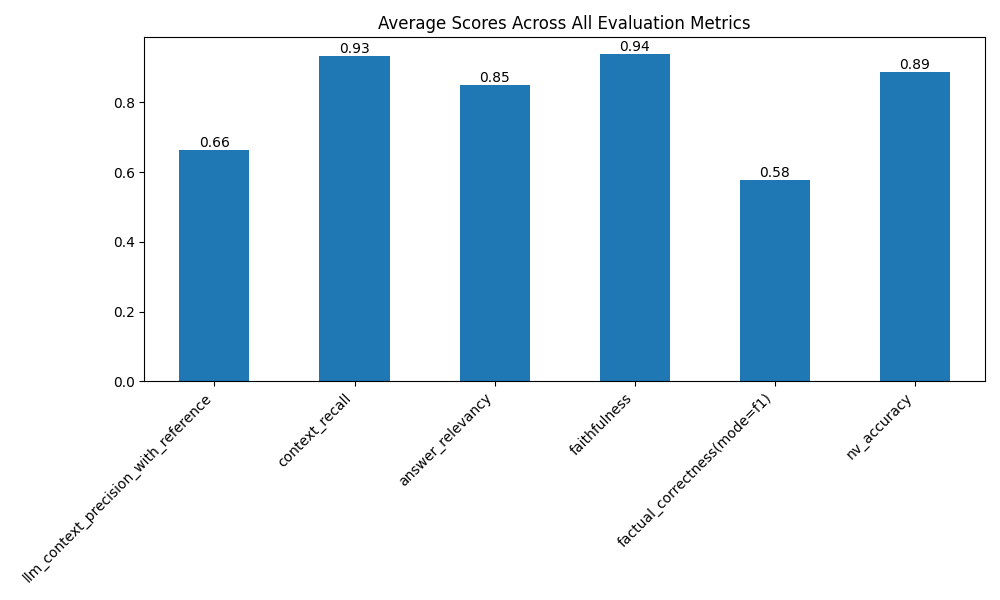 Average Scores Across All Evaluation Metrics
0.66
0.93
0.85
0.94
0.58
0.89
0.8
0.6
0.4
0.2
0.0
llm_context_precision_with_reference
context_recall
answer_relevancy
faithfulness
factual_correctness(mode=f1)
nv_accuracy